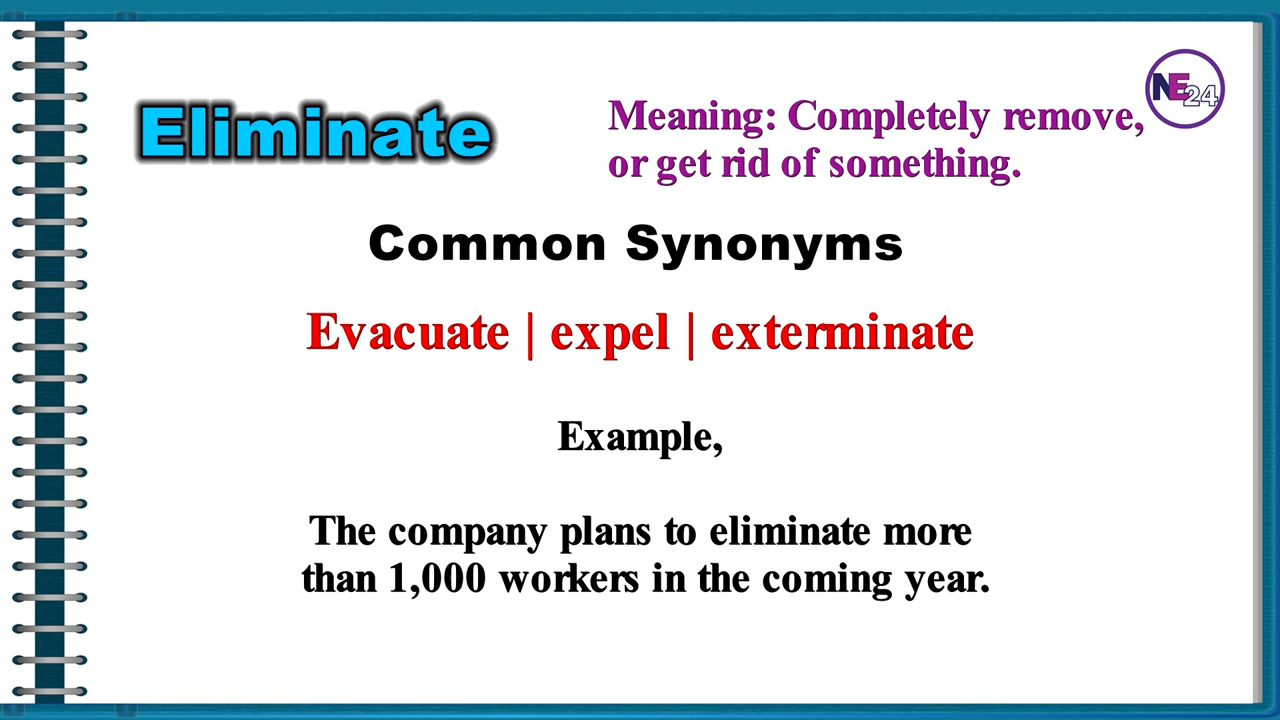 Eliminate
Meaning: Completely remove,
or get rid of something.
NE24
Common Synonyms
Evacuate | expel | exterminate
Example,
The company plans to eliminate more
than 1,000 workers in the coming year.